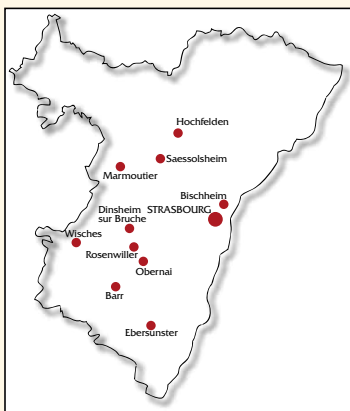 Hochfelden
Saessolsheim
Marmoutier
Bischheim
Dinsheim
sur Bruche
STRASBOURG
Wisches
Rosenwiller
Obernai
Barr
Ebersunster